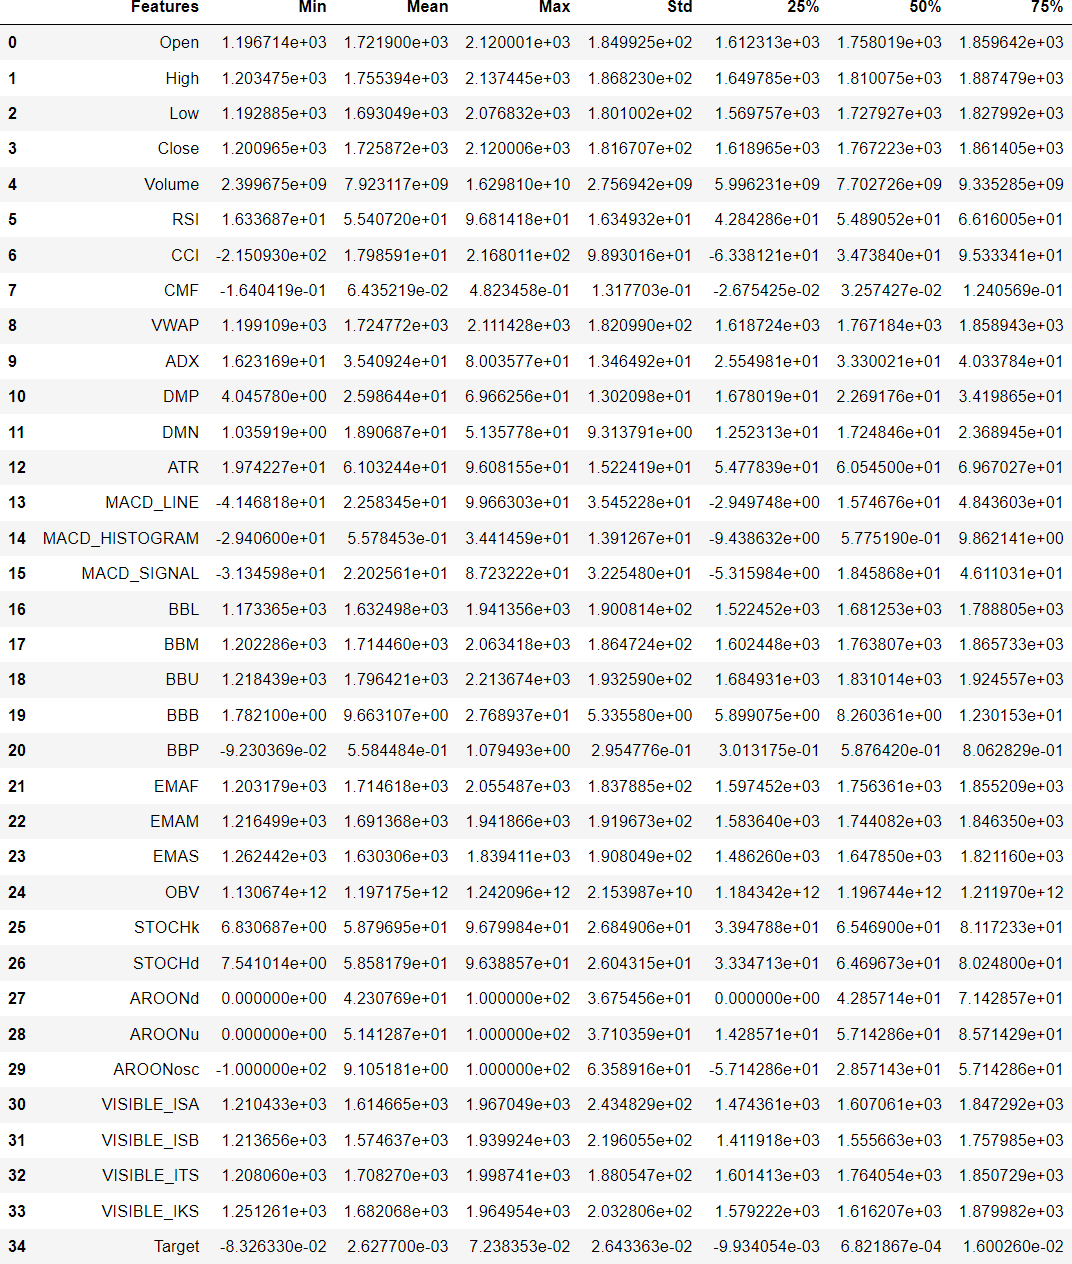 Features Min Mean Max Std 25% 50% 75%
0 Open 1.196714e+03 1.721900e+03 2.120001e+03 1.849925e+02 1.612313e+03 1.758019e+03 1.859642e+03
1 High 1.203475e+03 1.755394e+03 2.137445e+03 1.868230e+02 1.649785e+03 1.810075e+03 1.887479e+03
2 Low 1.192885e+03 1.693049e+03 2.076832e+03 1.801002e+02 1.569757e+03 1.727927e+03 1.827992e+03
3 Close 1.200965e+03 1.725872e+03 2.120006e+03 1.816707e+02 1.618965e+03 1.767223e+03 1.861405e+03
4 Volume 2.399675e+09 7.923117e+09 1.629810e+10 2.756942e+09 5.996231e+09 7.702726e+09 9.335285e+09
5 RSI 1.633687e+01 5.540720e+01 9.681418e+01 1.634932e+01 4.284286e+01 5.489052e+01 6.616005e+01
6 CCI -2.150930e+02 1.798591e+01 2.168011e+02 9.893016e+01 -6.338121e+01 3.473840e+01 9.533341e+01
7 CMF -1.640419e-01 6.435219e-02 4.823458e-01 1.317703e-01 -2.675425e-02 3.257427e-02 1.240569e-01
8 VWAP 1.199109e+03 1.724772e+03 2.111428e+03 1.820990e+02 1.618724e+03 1.767184e+03 1.858943e+03
9 ADX 1.623169e+01 3.540924e+01 8.003577e+01 1.346492e+01 2.554981e+01 3.330021e+01 4.033784e+01
10 DMP 4.045780e+00 2.598644e+01 6.966256e+01 1.302098e+01 1.678019e+01 2.269176e+01 3.419865e+01
11 DMN 1.035919e+00 1.890687e+01 5.135778e+01 9.313791e+00 1.252313e+01 1.724846e+01 2.368945e+01
12 ATR 1.974227e+01 6.103244e+01 9.608155e+01 1.522419e+01 5.477839e+01 6.054500e+01 6.967027e+01
13 MACD_LINE -4.146818e+01 2.258345e+01 9.966303e+01 3.545228e+01 -2.949748e+00 1.574676e+01 4.843603e+01
14 MACD_HISTOGRAM -2.940600e+01 5.578453e-01 3.441459e+01 1.391267e+01 -9.438632e+00 5.775190e-01 9.862141e+00
15 MACD_SIGNAL -3.134598e+01 2.202561e+01 8.723222e+01 3.225480e+01 -5.315984e+00 1.845868e+01 4.611031e+01
16 BBL 1.173365e+03 1.632498e+03 1.941356e+03 1.900814e+02 1.522452e+03 1.681253e+03 1.788805e+03
17 BBM 1.202286e+03 1.714460e+03 2.063418e+03 1.864724e+02 1.602448e+03 1.763807e+03 1.865733e+03
18 BBU 1.218439e+03 1.796421e+03 2.213674e+03 1.932590e+02 1.684931e+03 1.831014e+03 1.924557e+03
19 BBB 1.782100e+00 9.663107e+00 2.768937e+01 5.335580e+00 5.899075e+00 8.260361e+00 1.230153e+01
20 BBP -9.230369e-02 5.584484e-01 1.079493e+00 2.954776e-01 3.013175e-01 5.876420e-01 8.062829e-01
21 EMAF 1.203179e+03 1.714618e+03 2.055487e+03 1.837882e+02 1.597452e+03 1.756361e+03 1.855209e+03
22 EMAM 1.216499e+03 1.691368e+03 1.941866e+03 1.919673e+02 1.583640e+03 1.744082e+03 1.846350e+03
23 EMAS 1.262442e+03 1.630306e+03 1.839411e+03 1.908049e+02 1.486260e+03 1.647850e+03 1.821160e+03
24 OBV 1.130674e+12 1.197175e+12 1.242096e+12 2.153987e+10 1.184342e+12 1.196744e+12 1.211970e+12
25 STOCHk 6.830687e+00 5.879695e+01 9.679984e+01 2.684906e+01 3.394788e+01 6.546900e+01 8.117233e+01
26 STOCHd 7.541014e+00 5.858179e+01 9.638857e+01 2.604315e+01 3.334713e+01 6.469673e+01 8.024800e+01
27 AROONd 0.000000e+00 4.230769e+01 1.000000e+02 3.675456e+01 0.000000e+00 4.285714e+01 7.142857e+01
28 AROONu 0.000000e+00 5.141287e+01 1.000000e+02 3.710359e+01 1.428571e+01 5.714286e+01 8.571429e+01
29 AROONosc -1.000000e+02 9.105181e+00 1.000000e+02 6.358916e+01 -5.714286e+01 2.857143e+01 5.714286e+01
30 VISIBLE_ISA 1.210433e+03 1.614665e+03 1.967049e+03 2.434829e+02 1.474361e+03 1.607061e+03 1.847292e+03
31 VISIBLE_ISB 1.213656e+03 1.574637e+03 1.939924e+03 2.196055e+02 1.411918e+03 1.555663e+03 1.757985e+03
32 VISIBLE_ITS 1.208060e+03 1.708270e+03 1.998741e+03 1.880547e+02 1.601413e+03 1.764054e+03 1.850729e+03
33 VISIBLE_IKS 1.251261e+03 1.682068e+03 1.964954e+03 2.032806e+02 1.579222e+03 1.616207e+03 1.879982e+03
34 Target -8.326330e-02 2.627700e-03 7.238353e-02 2.643363e-02 -9.934054e-03 6.821867e-04 1.600260e-02